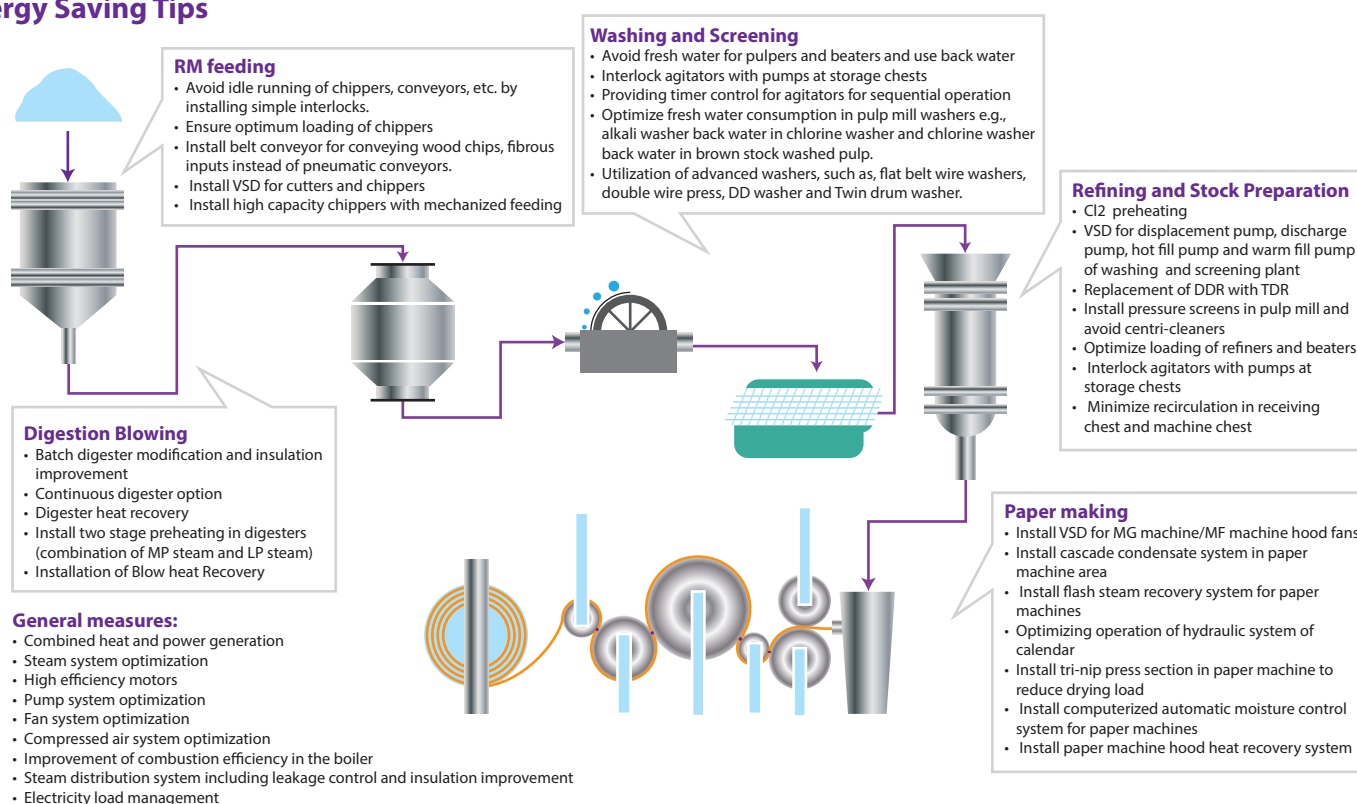 ergy Saving Tips
RM feeding
• Avoid idle running of chippers, conveyors, etc. by
installing simple interlocks.
• Ensure optimum loading of chippers
• Install belt conveyor for conveying wood chips, fibrous
inputs instead of pneumatic conveyors.
• Install VSD for cutters and chippers
• Install high capacity chippers with mechanized feeding
Washing and Screening
• Avoid fresh water for pulpers and beaters and use back water
• Interlock agitators with pumps at storage chests
• Providing timer control for agitators for sequential operation
• Optimize fresh water consumption in pulp mill washers e.g.,
alkali washer back water in chlorine washer and chlorine washer
back water in brown stock washed pulp.
• Utilization of advanced washers, such as, flat belt wire washers,
double wire press, DD washer and Twin drum washer.
Refining and Stock Preparation
• Cl2 preheating
• VSD for displacement pump, discharge
pump, hot fill pump and warm fill pump
of washing and screening plant
• Replacement of DDR with TDR
• Install pressure screens in pulp mill and
avoid centri-cleaners
• Optimize loading of refiners and beaters
• Interlock agitators with pumps at
storage chests
• Minimize recirculation in receiving
chest and machine chest
Digestion Blowing
• Batch digester modification and insulation
improvement
• Continuous digester option
• Digester heat recovery
• Install two stage preheating in digesters
(combination of MP steam and LP steam)
• Installation of Blow heat Recovery
Paper making
• Install VSD for MG machine/MF machine hood fans
• Install cascade condensate system in paper
machine area
• Install flash steam recovery system for paper
machines
• Optimizing operation of hydraulic system of
calendar
• Install tri-nip press section in paper machine to
reduce drying load
• Install computerized automatic moisture control
system for paper machines
• Install paper machine hood heat recovery system
General measures:
• Combined heat and power generation
• Steam system optimization
• High efficiency motors
• Pump system optimization
• Fan system optimization
• Compressed air system optimization
• Improvement of combustion efficiency in the boiler
• Steam distribution system including leakage control and insulation improvement
• Electricity load management